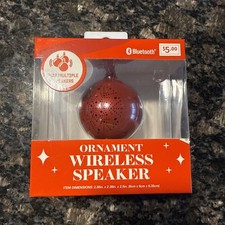 Bluetooth®
$5.00
PAIR MULTIPLE
SPEAKERS
ORNAMENT
WIRELESS
SPEAKER